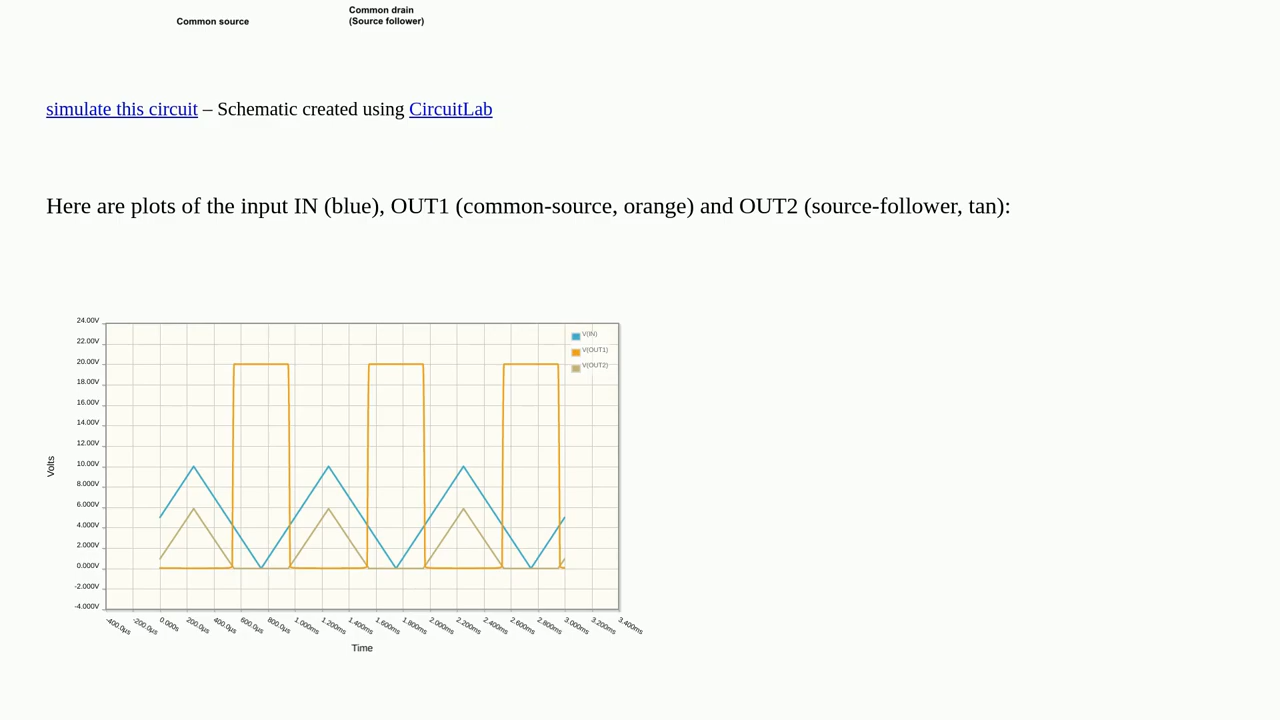 Common source
Common drain
(Source follower)
simulate this circuit – Schematic created using CircuitLab
Here are plots of the input IN (blue), OUT1 (common-source, orange) and OUT2 (source-follower, tan):
24.00V
22.00V
20.00V
18.00V
16.00V
14.00V
12.00V
10.00V
8.000V
6.000V
4.000V
2.000V
0.000V
-2.000V
-4.000V
Volts
V(IN)
V(OUT1)
V(OUT2)
-400.0µs
-200.0µs
0.000s
200.0µs
400.0µs
600.0µs
800.0µs
1.000ms
1.200ms
1.400ms
1.600ms
1.800ms
2.000ms
2.200ms
2.400ms
2.600ms
2.800ms
3.000ms
3.200ms
3.400ms
Time